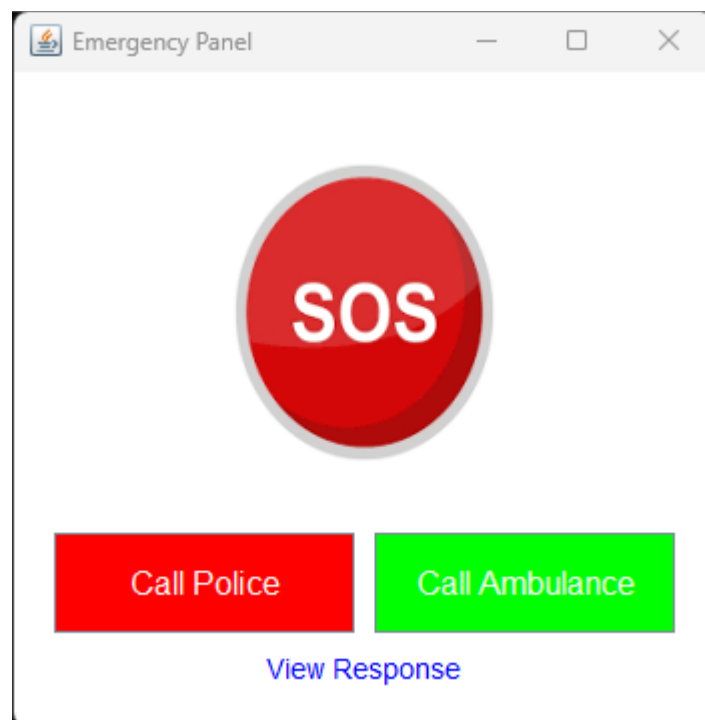 Emergency Panel
SOS
Call Police
Call Ambulance
View Response